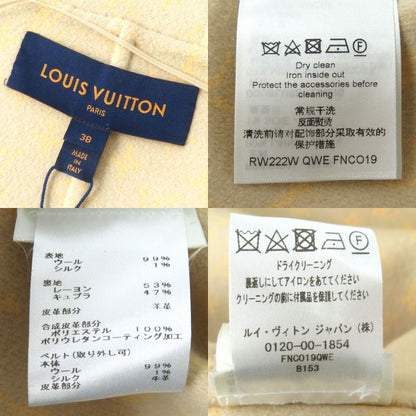 LOUIS VUITTON
PARIS
38
MADE IN
ITALY
Dry clean
Iron inside out
Protect the accessories before
cleaning
常规干洗
反面熨烫
清洗前请对配饰部分采取有效的
保护措施
RW222W QWE FNCO19
表地
ウール 99%
シルク 1%
裏地
レーヨン 53%
キュプラ 47%
皮革部分 羊革
合成皮革部分
ポリエステル 100%
ポリウレタンコーティング加工
ベルト(取り外し可)
本体
ウール 99%
シルク 1%
皮革部分 牛革
ドライクリーニング
裏返しにしてアイロンをあててください
クリーニングの前に付属品を保護してください
ルイ・ヴィトン ジャパン(株)
0120-00-1854
FNCO19QWE
B153